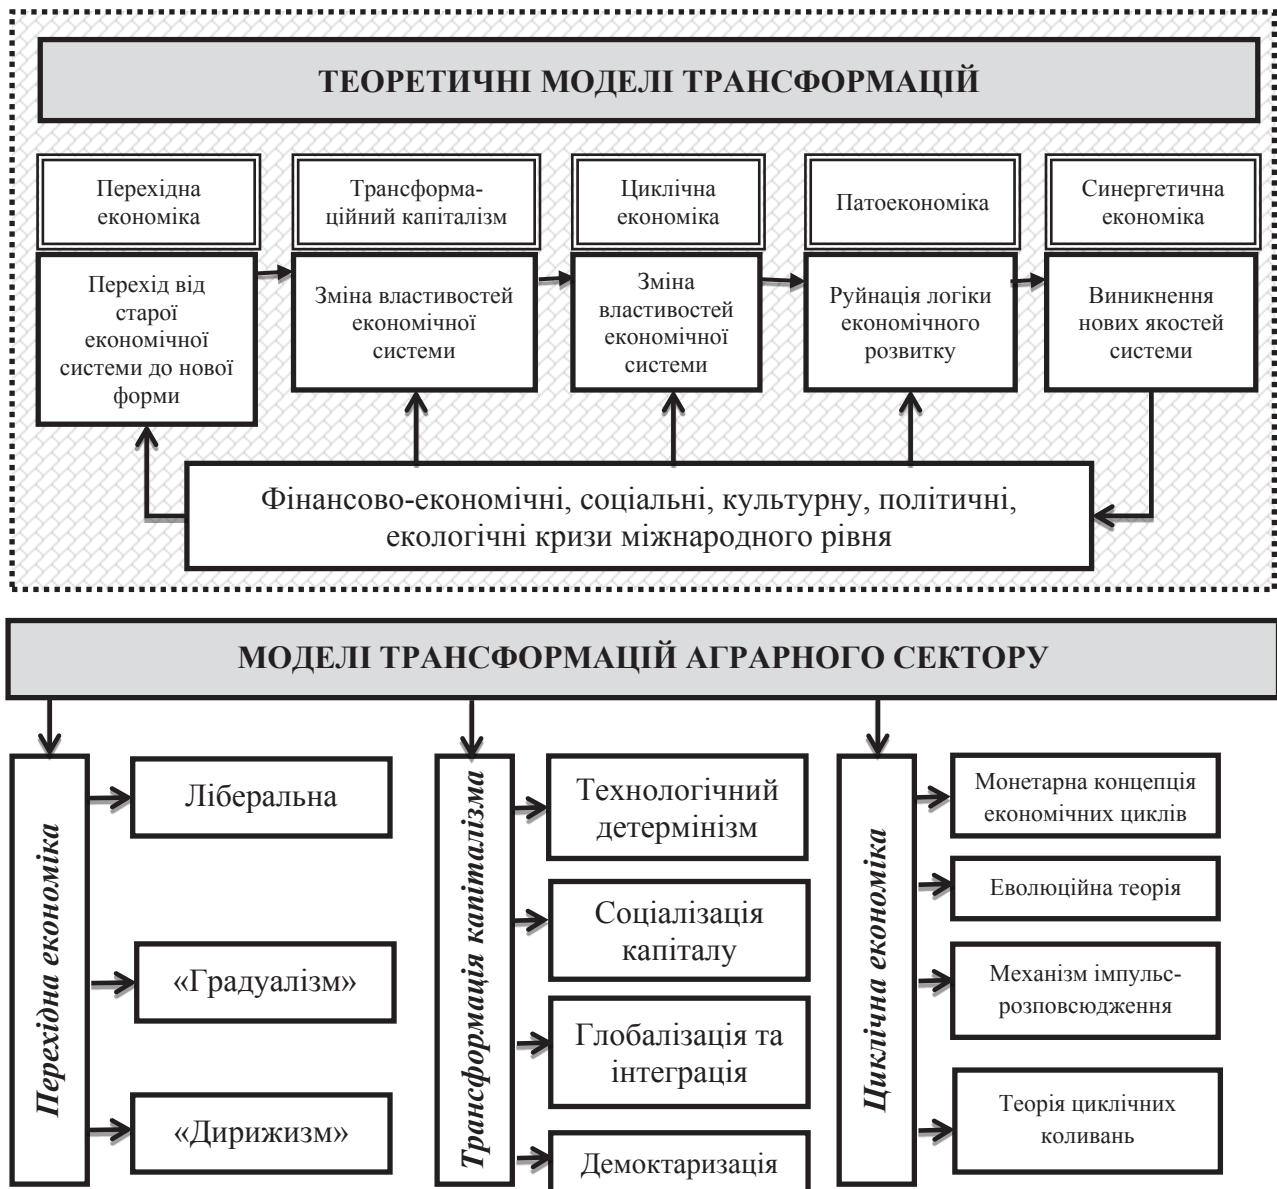 ТЕОРЕТИЧНІ МОДЕЛІ ТРАНСФОРМАЦІЙ
Перехідна
економіка
Трансформа-
ційний капіталізм
Циклічна
економіка
Патоекономіка
Синергетична
економіка
Перехід від
старої
економічної
системи до нової
форми
Зміна властивостей
економічної
системи
Зміна
властивостей
економічної
системи
Руйнація логіки
економічного
розвитку
Виникнення
нових якостей
системи
Фінансово-економічні, соціальні, культурну, політичні,
екологічні кризи міжнародного рівня
МОДЕЛІ ТРАНСФОРМАЦІЙ АГРАРНОГО СЕКТОРУ
Перехідна економіка
Ліберальна
«Градуалізм»
«Дирижизм»
Трансформація капіталізма
Технологічний
детермінізм
Соціалізація
капіталу
Глобалізація та
інтеграція
Демоктаризація
Циклічна економіка
Монетарна концепція
економічних циклів
Еволюційна теорія
Механізм імпульс-
розповсюдження
Теорія циклічних
коливань